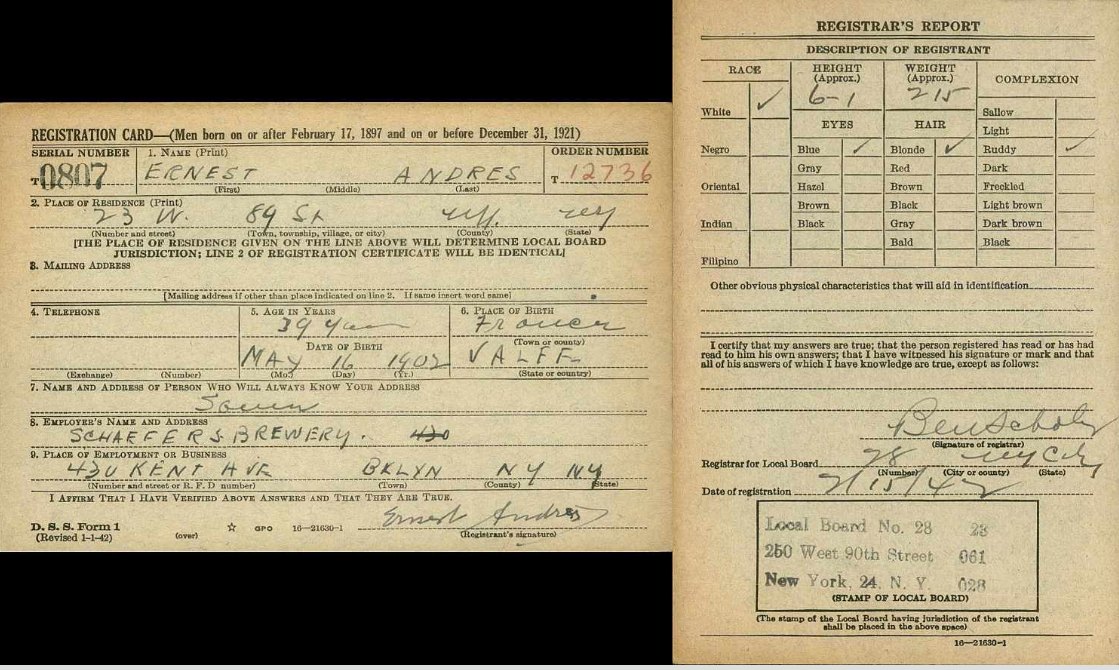 REGISTRATION CARD—(Men born on or after February 17, 1897 and on or before December 31, 1921)
SERIAL NUMBER
T 0807
1. NAME (Print)
ERNEST ANDRES
(First) (Middle) (Last)
ORDER NUMBER
T 12736
2. PLACE OF RESIDENCE (Print)
23 W. 89 St
(Number and street) (Town, township, village, or city) (County) (State)
[THE PLACE OF RESIDENCE GIVEN ON THE LINE ABOVE WILL DETERMINE LOCAL BOARD
JURISDICTION; LINE 2 OF REGISTRATION CERTIFICATE WILL BE IDENTICAL]
3. MAILING ADDRESS
[Mailing address if other than place indicated on line 2. If same insert word same]
4. TELEPHONE
(Exchange) (Number)
5. AGE IN YEARS
39 Years
DATE OF BIRTH
MAY 16 1902
(Mo.) (Day) (Yr.)
6. PLACE OF BIRTH
France
(Town or county)
VALFF
(State or country)
7. NAME AND ADDRESS OF PERSON WHO WILL ALWAYS KNOW YOUR ADDRESS
8. EMPLOYER'S NAME AND ADDRESS
SCHAEFERS BREWERY. 430
9. PLACE OF EMPLOYMENT OR BUSINESS
430 KENT AVE BKLYN NY NY
(Number and street or R. F. D. number) (Town) (County) (State)
I AFFIRM THAT I HAVE VERIFIED ABOVE ANSWERS AND THAT THEY ARE TRUE.
Ernest Andres
D. S. S. Form 1
(Revised 1-1-42) (over) ☆ GPO 16—21630-1 (Registrant's signature)
REGISTRAR'S REPORT
DESCRIPTION OF REGISTRANT
RACE
White ✓
Negro
Oriental
Indian
Filipino
HEIGHT
(Approx.)
6-1
WEIGHT
(Approx.)
215
EYES
Blue ✓
Gray
Hazel
Brown
Black
HAIR
Blonde ✓
Red
Brown
Black
Gray
Bald
COMPLEXION
Sallow
Light
Ruddy ✓
Dark
Freckled
Light brown
Dark brown
Black
Other obvious physical characteristics that will aid in identification
I certify that my answers are true; that the person registered has read or has had
read to him his own answers; that I have witnessed his signature or mark and that
all of his answers of which I have knowledge are true, except as follows:
Ben
(Signature of registrar)
Registrar for Local Board 28 NY City
(Number) (City or county) (State)
Date of registration 2/15/42
Local Board No. 28 23
250 West 90th Street 061
New York, 24, N. Y. 028
(STAMP OF LOCAL BOARD)
(The stamp of the Local Board having jurisdiction of the registrant
shall be placed in the above space)
16—21630-1